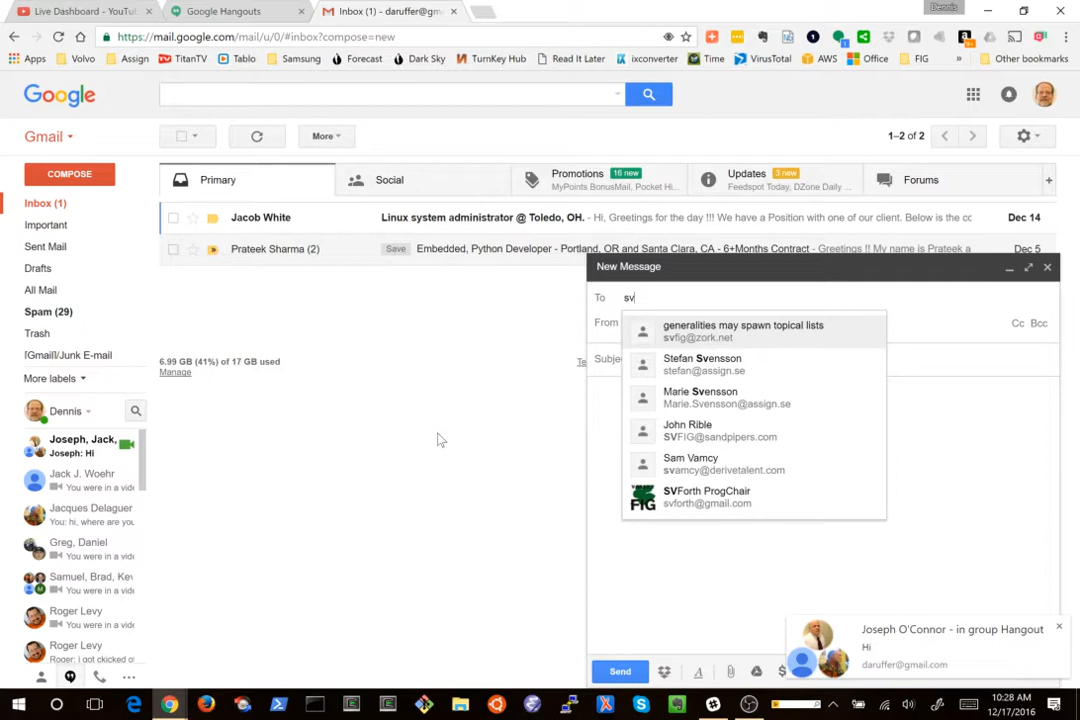 Live Dashboard - YouTu
Google Hangouts
Inbox (1) - daruffer@gm
Dennis
https://mail.google.com/mail/u/0/#inbox?compose=new
Apps
Volvo
Assign
TitanTV
Tablo
Samsung
Forecast
Dark Sky
TurnKey Hub
Read It Later
ixconverter
Time
VirusTotal
AWS
Office
FIG
»
Other bookmarks
Google
Gmail
More
1–2 of 2
COMPOSE
Primary
Social
Promotions 16 new
MyPoints BonusMail, Pocket Hi...
Updates 3 new
Feedspot Today, DZone Daily ...
Forums
+
Inbox (1)
Important
Sent Mail
Drafts
All Mail
Spam (29)
Trash
[Gmail]/Junk E-mail
More labels
Jacob White Linux system administrator @ Toledo, OH. - Hi, Greetings for the day !!! We have a Position with one of our client. Below is the cc Dec 14
Prateek Sharma (2) Save Embedded, Python Developer - Portland, OR and Santa Clara, CA - 6+Months Contract - Greetings !! My name is Prateek a Dec 5
6.99 GB (41%) of 17 GB used
Manage
Te
New Message
To sv
From
Cc Bcc
Subje
generalities may spawn topical lists
svfig@zork.net
Stefan Svensson
stefan@assign.se
Marie Svensson
Marie.Svensson@assign.se
John Rible
SVFIG@sandpipers.com
Sam Vamcy
svamcy@derivetalent.com
SVForth ProgChair
svforth@gmail.com
FIG
Send
Dennis
Joseph, Jack,
Joseph: Hi
Jack J. Woehr
You were in a vide
Jacques Delaguer
You: hi, where are you
Greg, Daniel
You were in a vide
Samuel, Brad, Kev
You were in a vide
Roger Levy
You were in a vide
Roger Levy
Roger: I got ckicked of
Joseph O'Connor - in group Hangout
Hi
daruffer@gmail.com
10:28 AM
12/17/2016